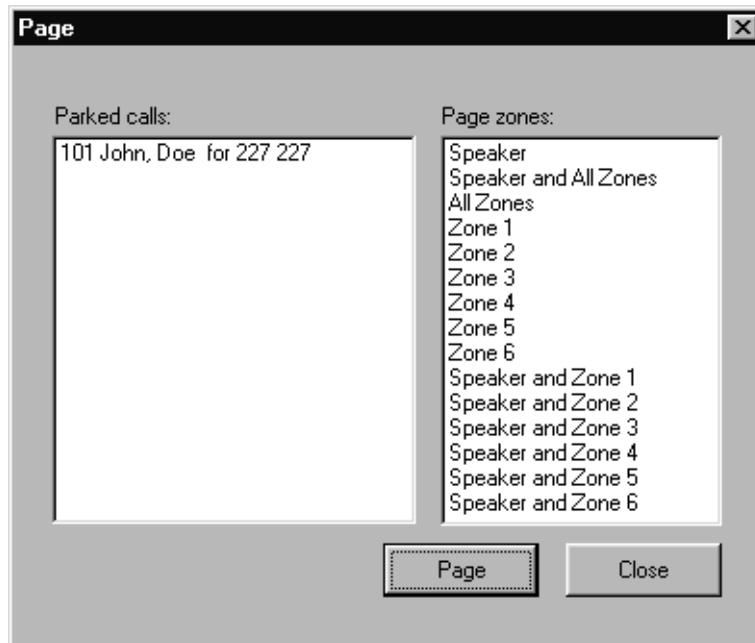 Page
Parked calls:
101 John, Doe  for 227 227
Page zones:
Speaker
Speaker and All Zones
All Zones
Zone 1
Zone 2
Zone 3
Zone 4
Zone 5
Zone 6
Speaker and Zone 1
Speaker and Zone 2
Speaker and Zone 3
Speaker and Zone 4
Speaker and Zone 5
Speaker and Zone 6
Page
Close